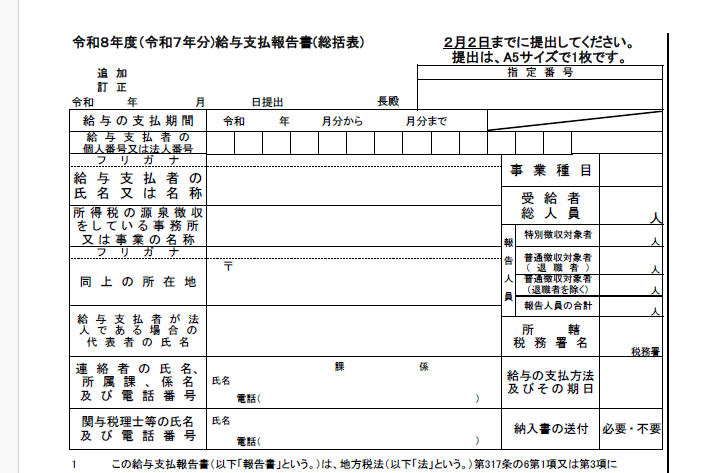 令和8年度(令和7年分)給与支払報告書(総括表)
2月2日までに提出してください。
提出は、A5サイズで1枚です。
追加
訂正
指定番号
令和 年 月 日提出 長殿
給与の支払期間
令和 年 月分から 月分まで
給与支払者の
個人番号又は法人番号
フリガナ
給与支払者の
氏名又は名称
事業種目
受給者
総人員
人
所得税の源泉徴収
をしている事務所
又は事業の名称
報告人員
特別徴収対象者
人
普通徴収対象者
(退職者)
人
普通徴収対象者
(退職者を除く)
人
報告人員の合計
人
フリガナ
同上の所在地
〒
給与支払者が法
人である場合の
代表者の氏名
所轄
税務署名
税務署
連絡者の氏名、
所属課、係名
及び電話番号
課 係
氏名
電話( )
給与の支払方法
及びその期日
関与税理士等の氏名
及び電話番号
氏名
電話( )
納入書の送付
必要・不要
1 この給与支払報告書(以下「報告書」という。)は、地方税法(以下「法」という。)第317条の6第1項又は第3項に